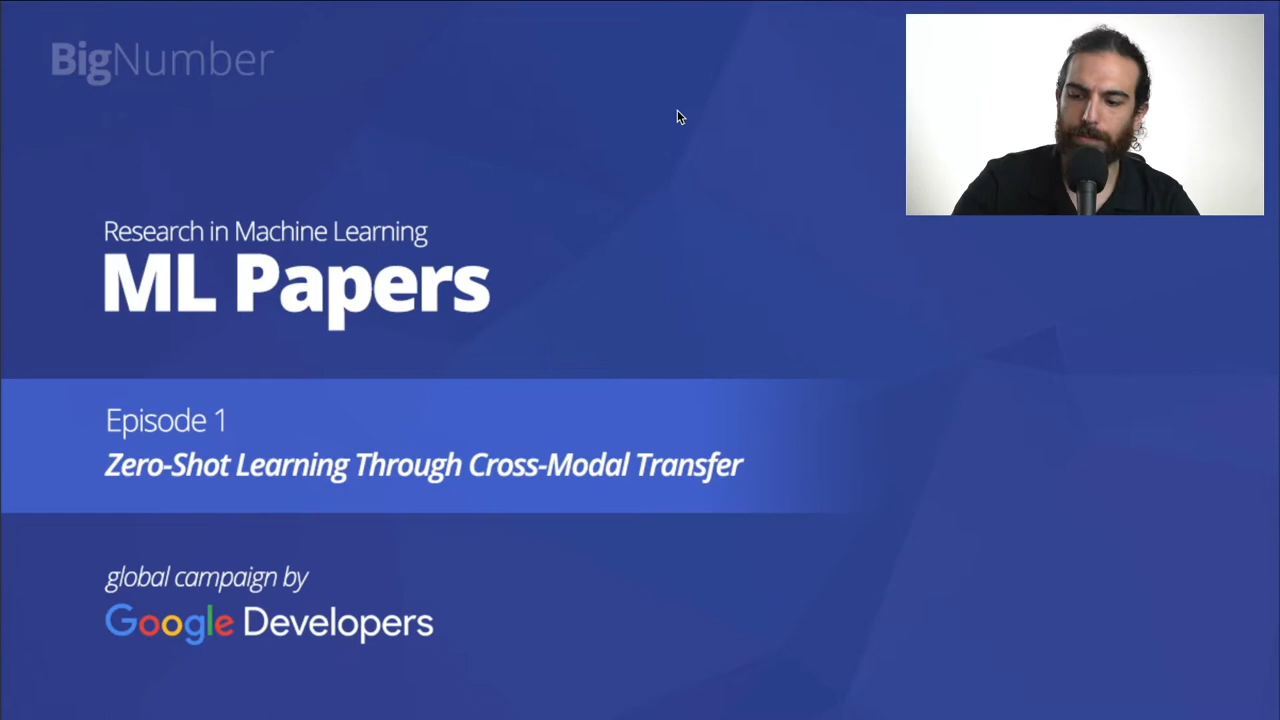 BigNumber
Research in Machine Learning
ML Papers
Episode 1
Zero-Shot Learning Through Cross-Modal Transfer
global campaign by
Google Developers